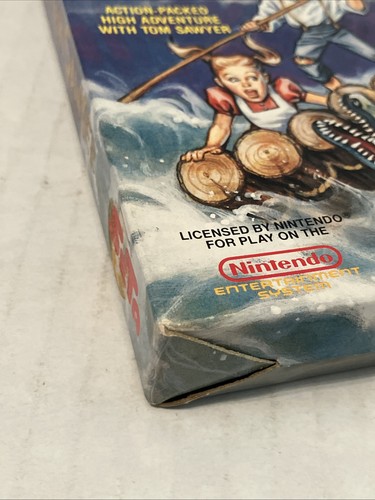 ACTION-PACKED
HIGH ADVENTURE
WITH TOM SAWYER
LICENSED BY NINTENDO
FOR PLAY ON THE
Nintendo
ENTERTAINMENT
SYSTEM